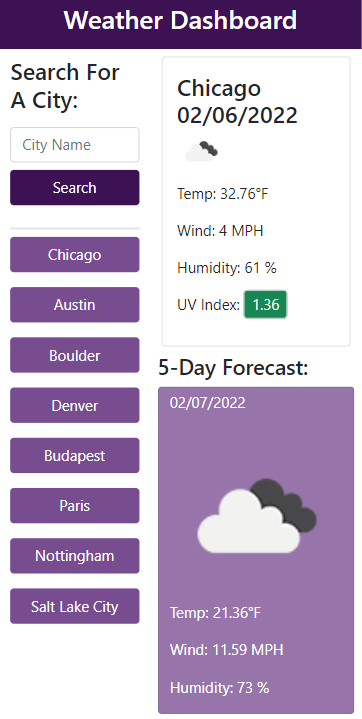 Weather Dashboard
Search For
A City:
City Name
Search
Chicago
Austin
Boulder
Denver
Budapest
Paris
Nottingham
Salt Lake City
Chicago
02/06/2022
Temp: 32.76°F
Wind: 4 MPH
Humidity: 61 %
UV Index: 1.36
5-Day Forecast:
02/07/2022
Temp: 21.36°F
Wind: 11.59 MPH
Humidity: 73 %